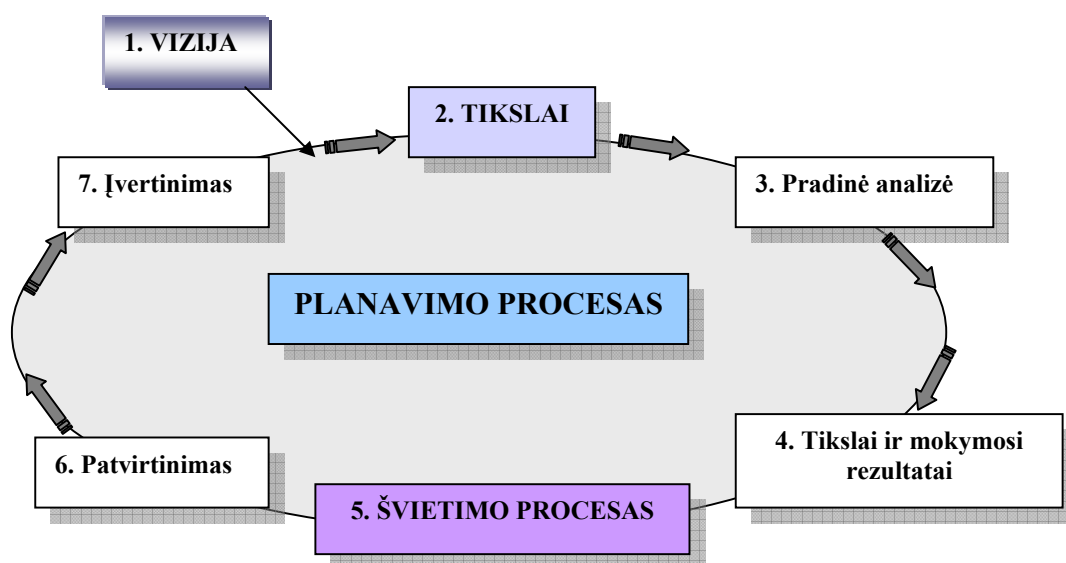 1. VIZIJA
2. TIKSLAI
7. Įvertinimas
3. Pradinė analizė
PLANAVIMO PROCESAS
4. Tikslai ir mokymosi
rezultatai
6. Patvirtinimas
5. ŠVIETIMO PROCESAS